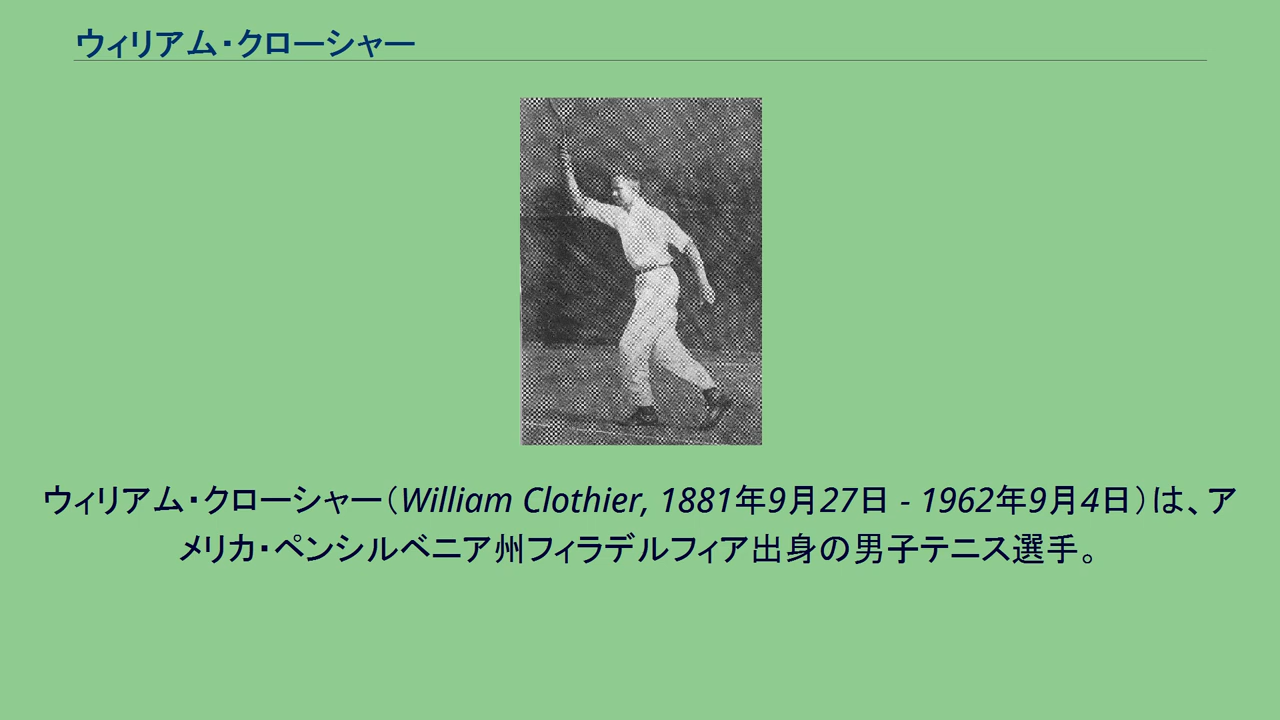 ウィリアム・クローシャー
ウィリアム・クローシャー（William Clothier, 1881年9月27日 - 1962年9月4日）は、ア
メリカ・ペンシルベニア州フィラデルフィア出身の男子テニス選手。